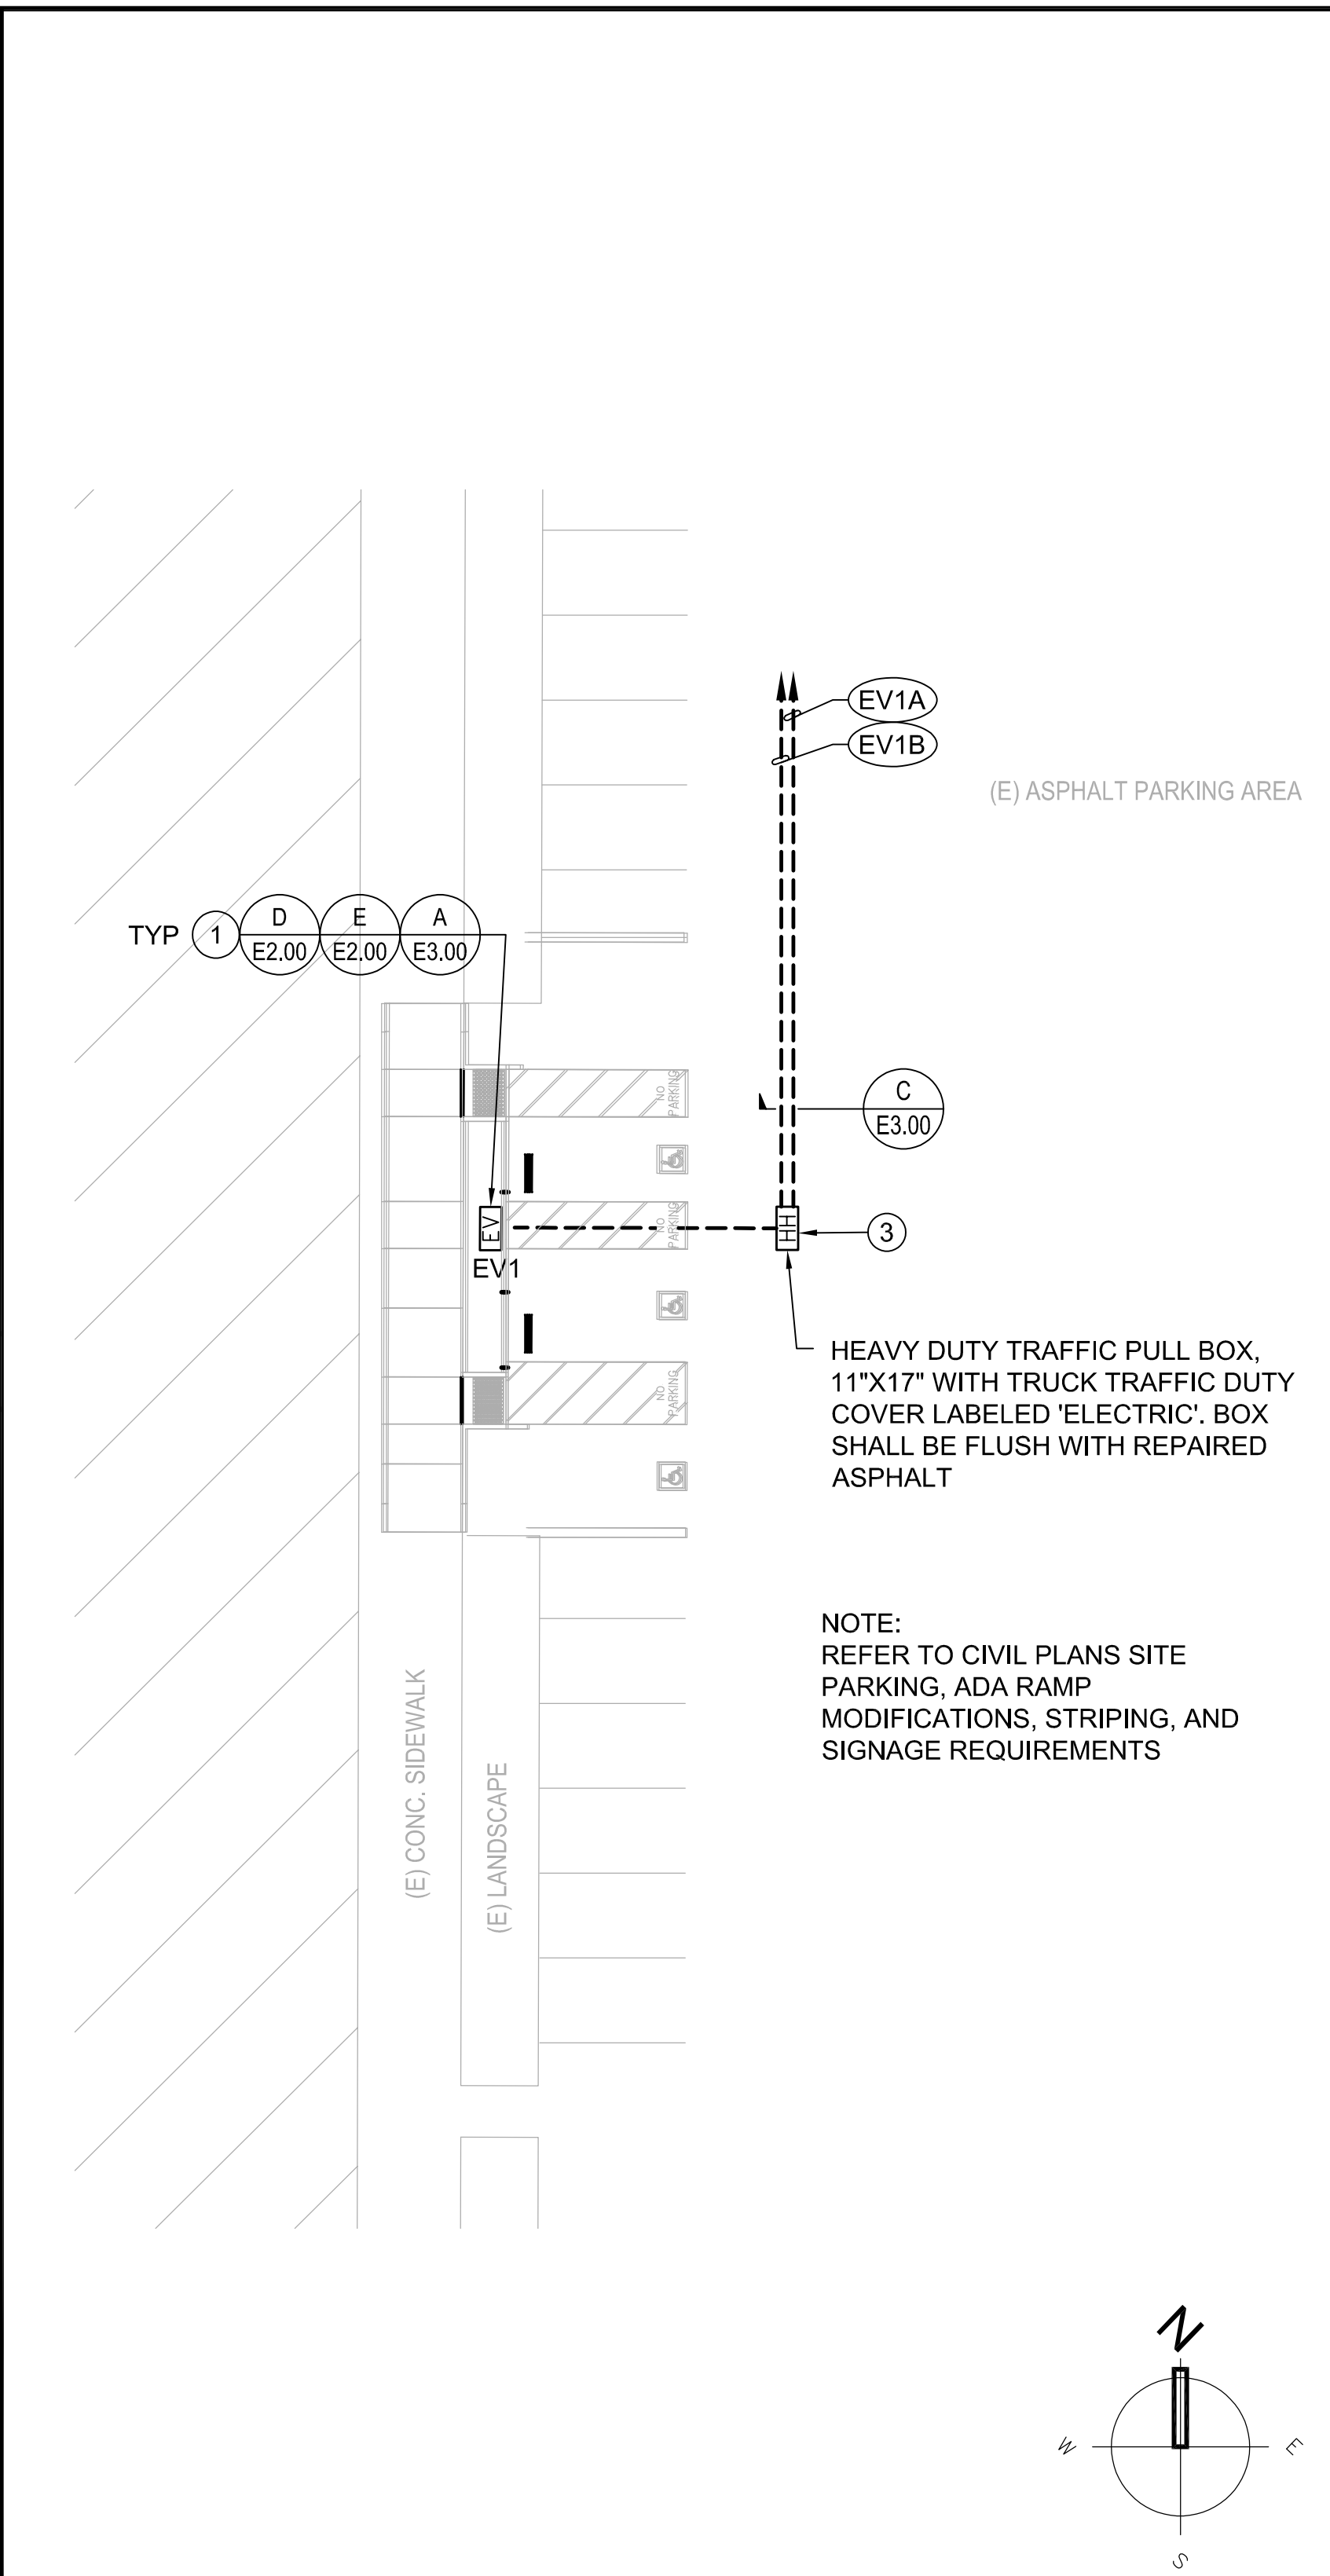 EV1A
EV1B
(E) ASPHALT PARKING AREA
TYP 1
D
E2.00
E
E2.00
A
E3.00
NO
PARKING
C
E3.00
NO
PARKING
EV
HH
3
EV1
HEAVY DUTY TRAFFIC PULL BOX,
11"X17" WITH TRUCK TRAFFIC DUTY
COVER LABELED 'ELECTRIC'. BOX
SHALL BE FLUSH WITH REPAIRED
ASPHALT
NO
PARKING
NOTE:
REFER TO CIVIL PLANS SITE
PARKING, ADA RAMP
MODIFICATIONS, STRIPING, AND
SIGNAGE REQUIREMENTS
(E) CONC. SIDEWALK
(E) LANDSCAPE
N
W
E
S